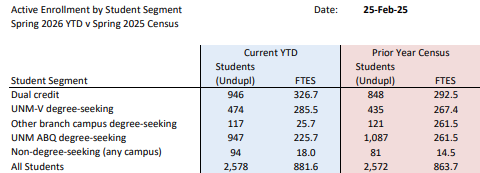 Active Enrollment by Student Segment Date: 25-Feb-25
Spring 2026 YTD v Spring 2025 Census
Current YTD Prior Year Census
Students Students
Student Segment (Undupl) FTES (Undupl) FTES
Dual credit 946 326.7 848 292.5
UNM-V degree-seeking 474 285.5 435 267.4
Other branch campus degree-seeking 117 25.7 121 261.5
UNM ABQ degree-seeking 947 225.7 1,087 261.5
Non-degree-seeking (any campus) 94 18.0 81 14.5
All Students 2,578 881.6 2,572 863.7